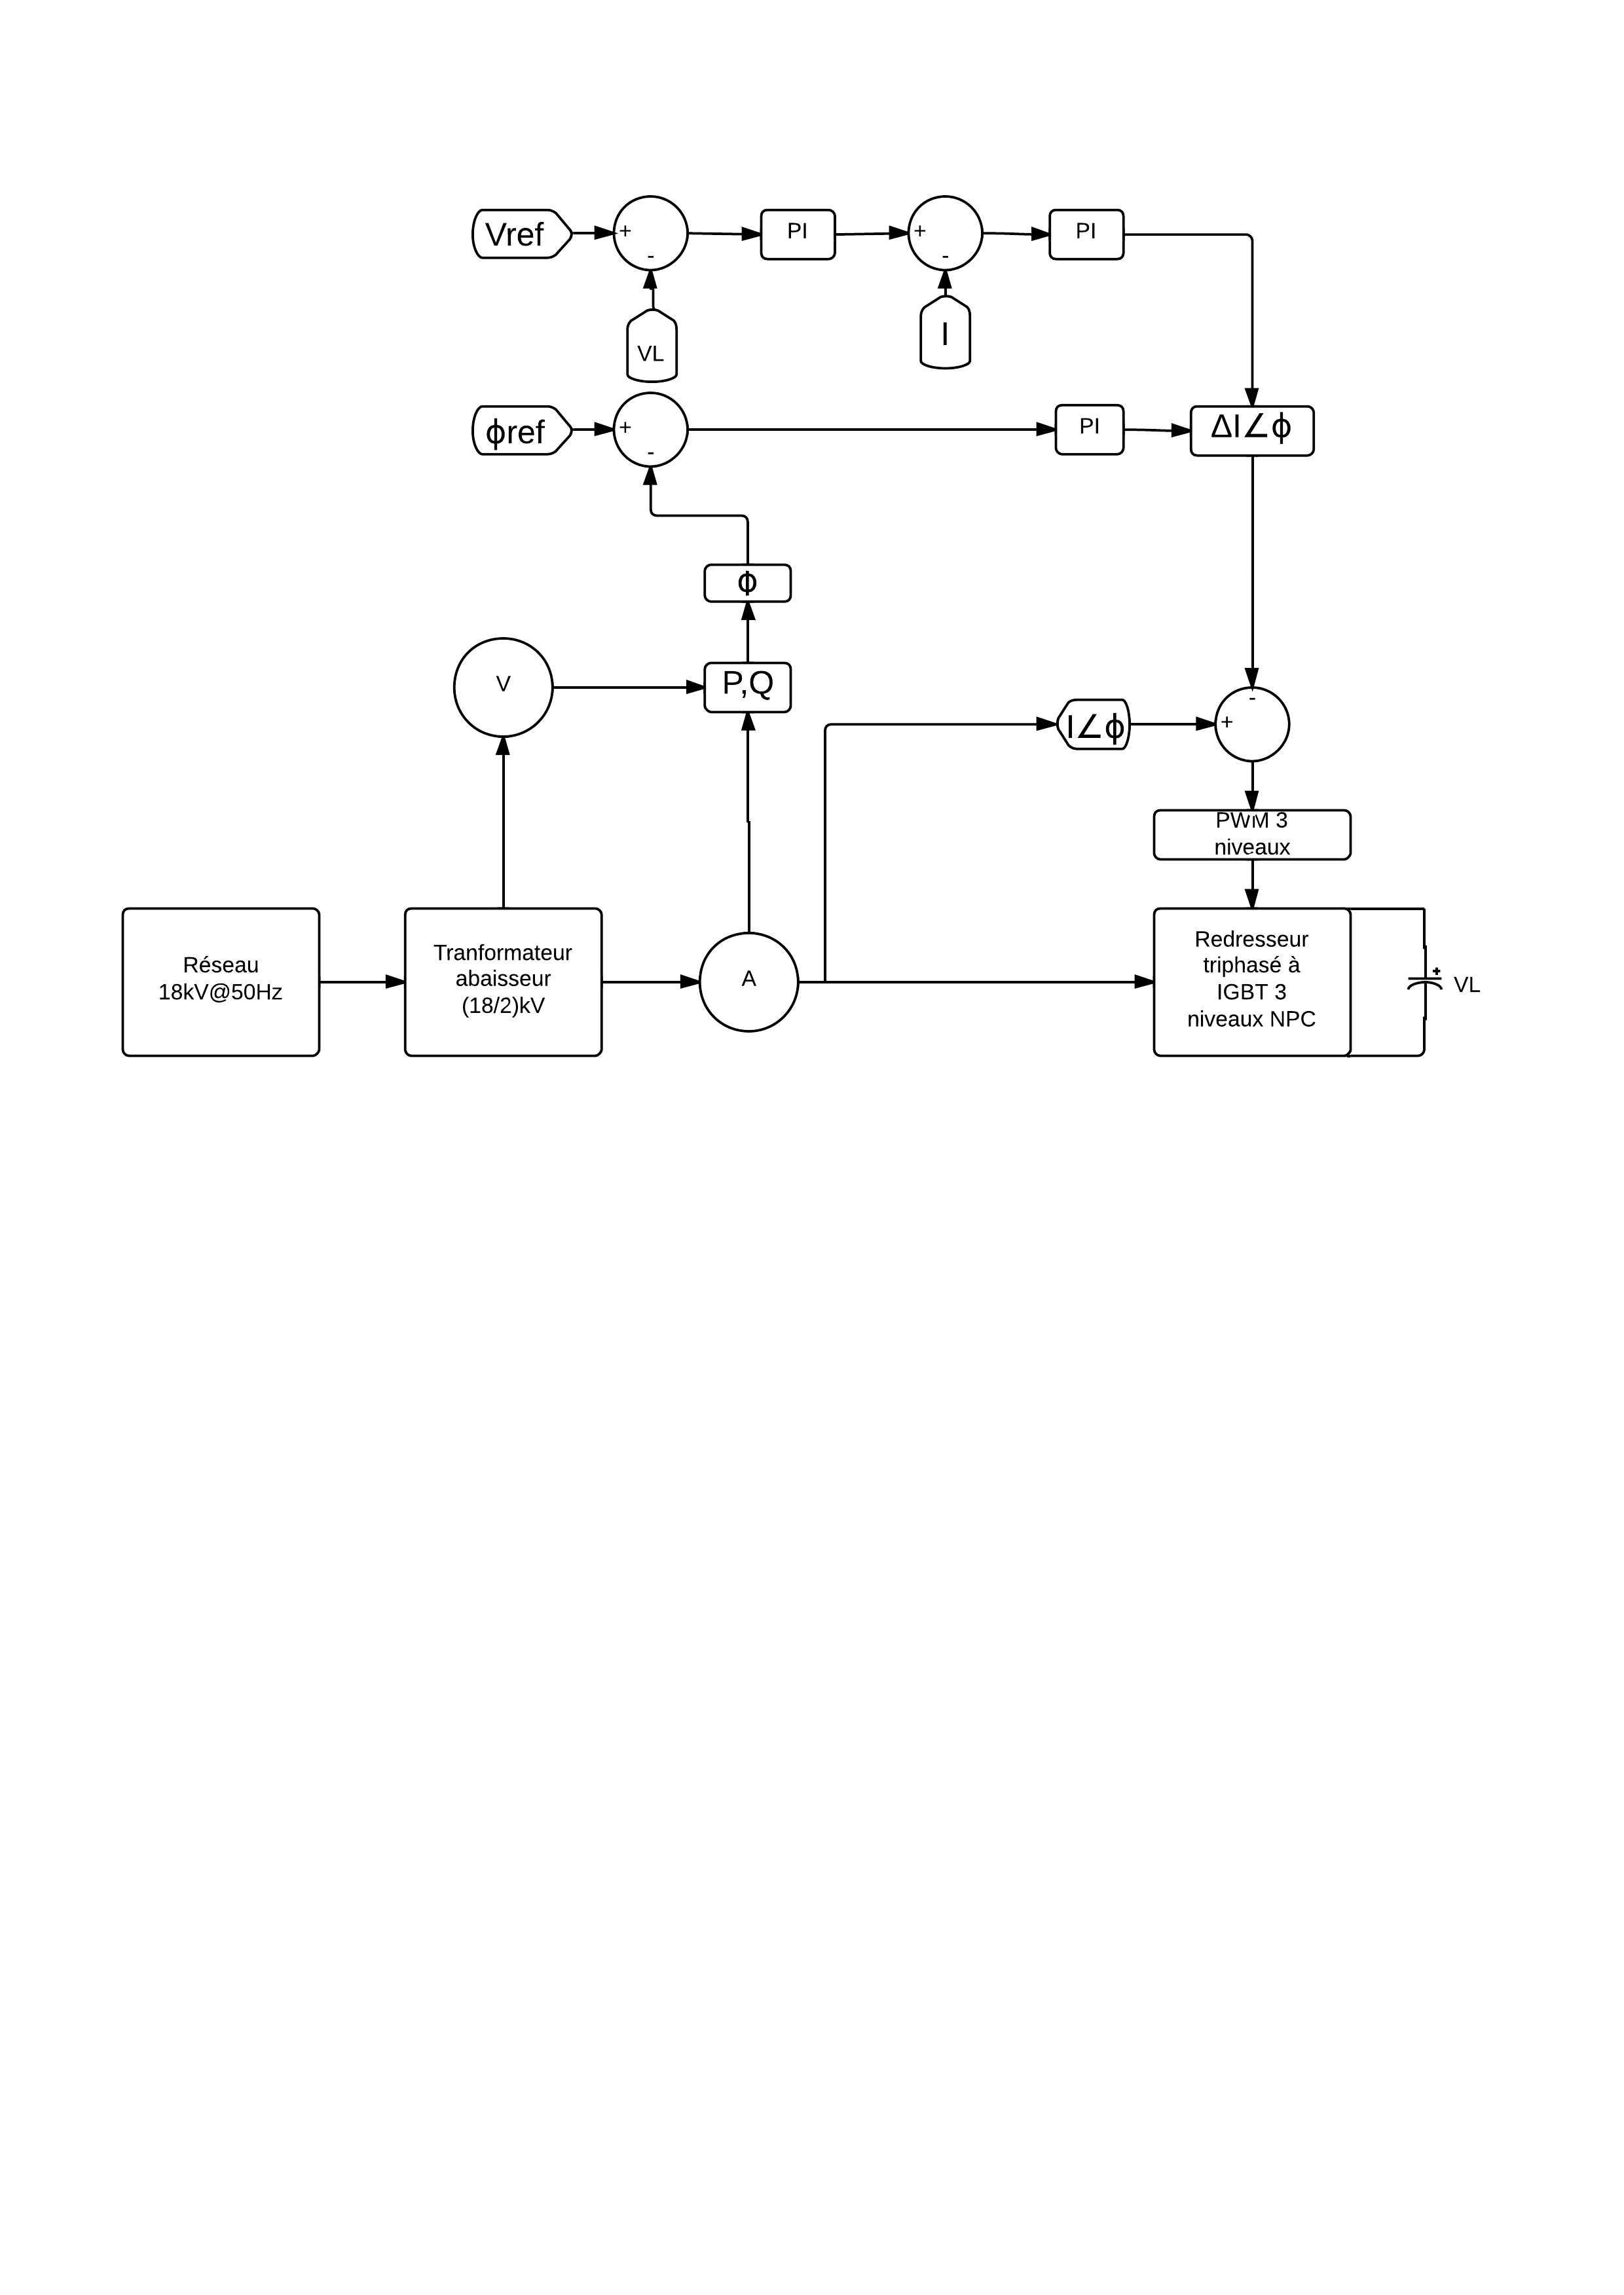 Vref
+
-
PI
+
-
PI
VL
I
ɸref
+
-
PI
ΔI∠ɸ
ɸ
V
P,Q
I∠ɸ
-
+
PWM 3
niveaux
Réseau
18kV@50Hz
Tranformateur
abaisseur
(18/2)kV
A
Redresseur
triphasé à
IGBT 3
niveaux NPC
+
VL